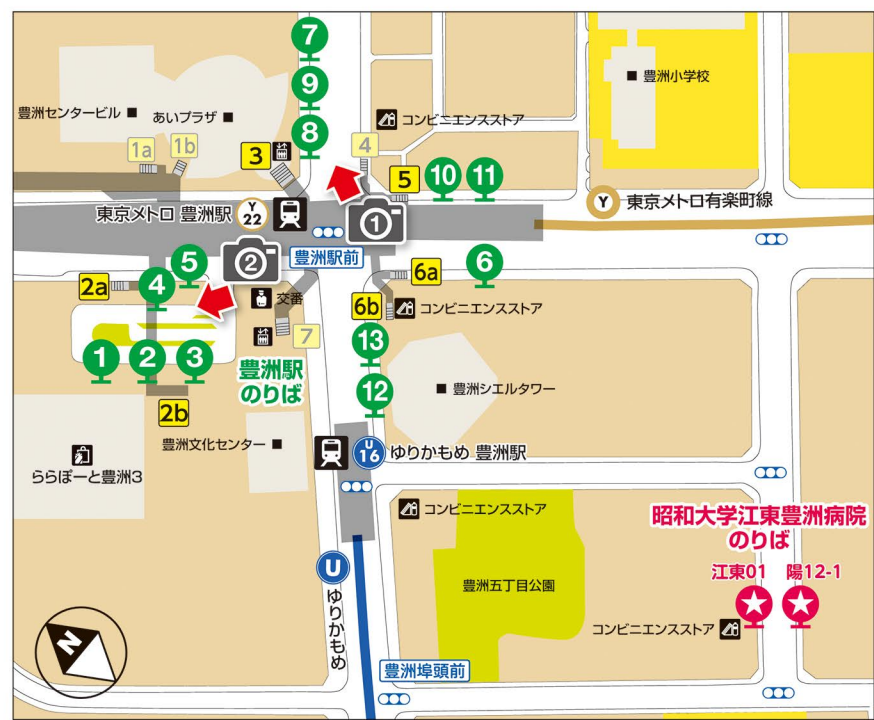 7
9
8
豊洲小学校
豊洲センタービル
あいプラザ
コンビニエンスストア
1a
1b
3
4
5
10
11
東京メトロ 豊洲駅
Y
22
1
Y
東京メトロ有楽町線
豊洲駅前
2
5
6a
6
2a
4
交番
6b
コンビニエンスストア
7
13
1
2
3
豊洲駅
のりば
12
豊洲シエルタワー
2b
豊洲文化センター
U
16
ゆりかもめ 豊洲駅
ららぽーと豊洲3
コンビニエンスストア
昭和大学江東豊洲病院
のりば
江東01
陽12-1
U
ゆりかもめ
豊洲五丁目公園
コンビニエンスストア
N
豊洲埠頭前